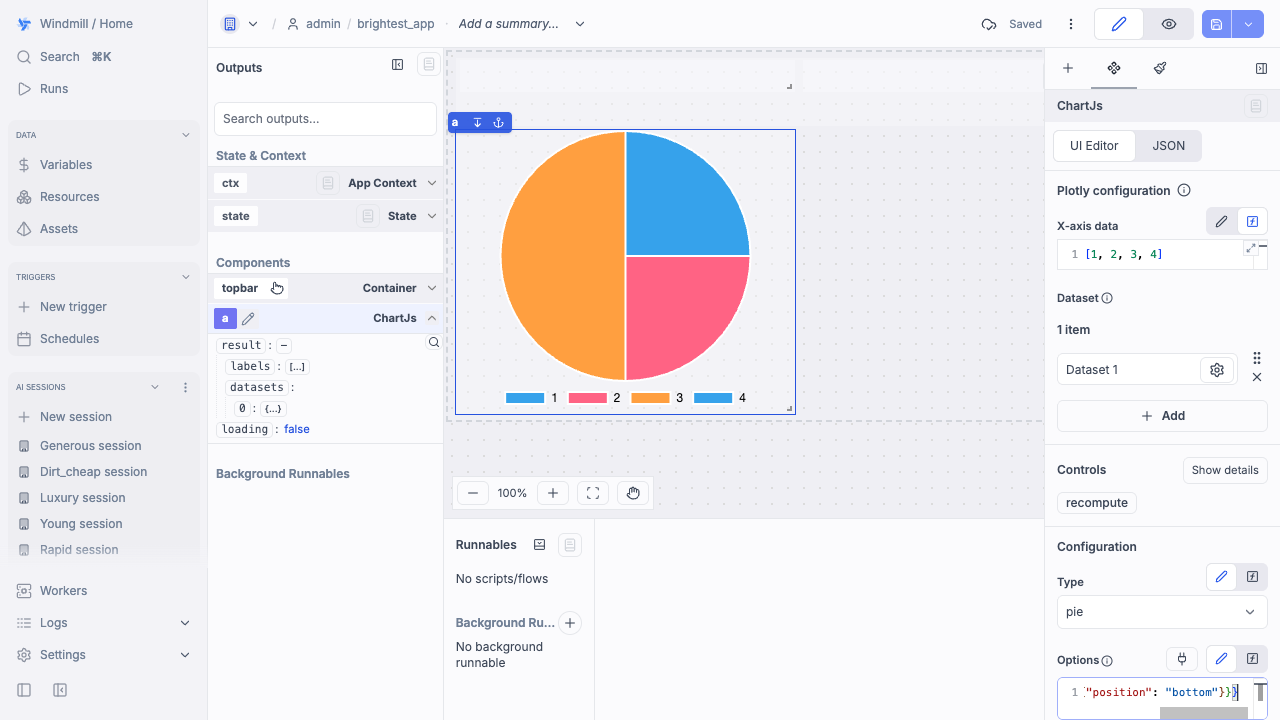 Windmill / Home
Search ⌘K
Runs
DATA
Variables
Resources
Assets
TRIGGERS
New trigger
Schedules
AI SESSIONS
New session
Generous session
Dirt_cheap session
Luxury session
Young session
Rapid session
Workers
Logs
Settings
/ admin / brightest_app · Add a summary...
Saved
Outputs
Search outputs...
State & Context
ctx App Context
state State
Components
topbar Container
a ChartJs
result : –
labels : [...]
datasets :
0 : {...}
loading : false
Background Runnables
a
1 2 3 4
100%
Runnables
No scripts/flows
Background Ru...
No background
runnable
ChartJs
UI Editor JSON
Plotly configuration
X-axis data
1 [1, 2, 3, 4]
Dataset
1 item
Dataset 1
Add
Controls Show details
recompute
Configuration
Type
pie
Options
1 "position": "bottom"}}}